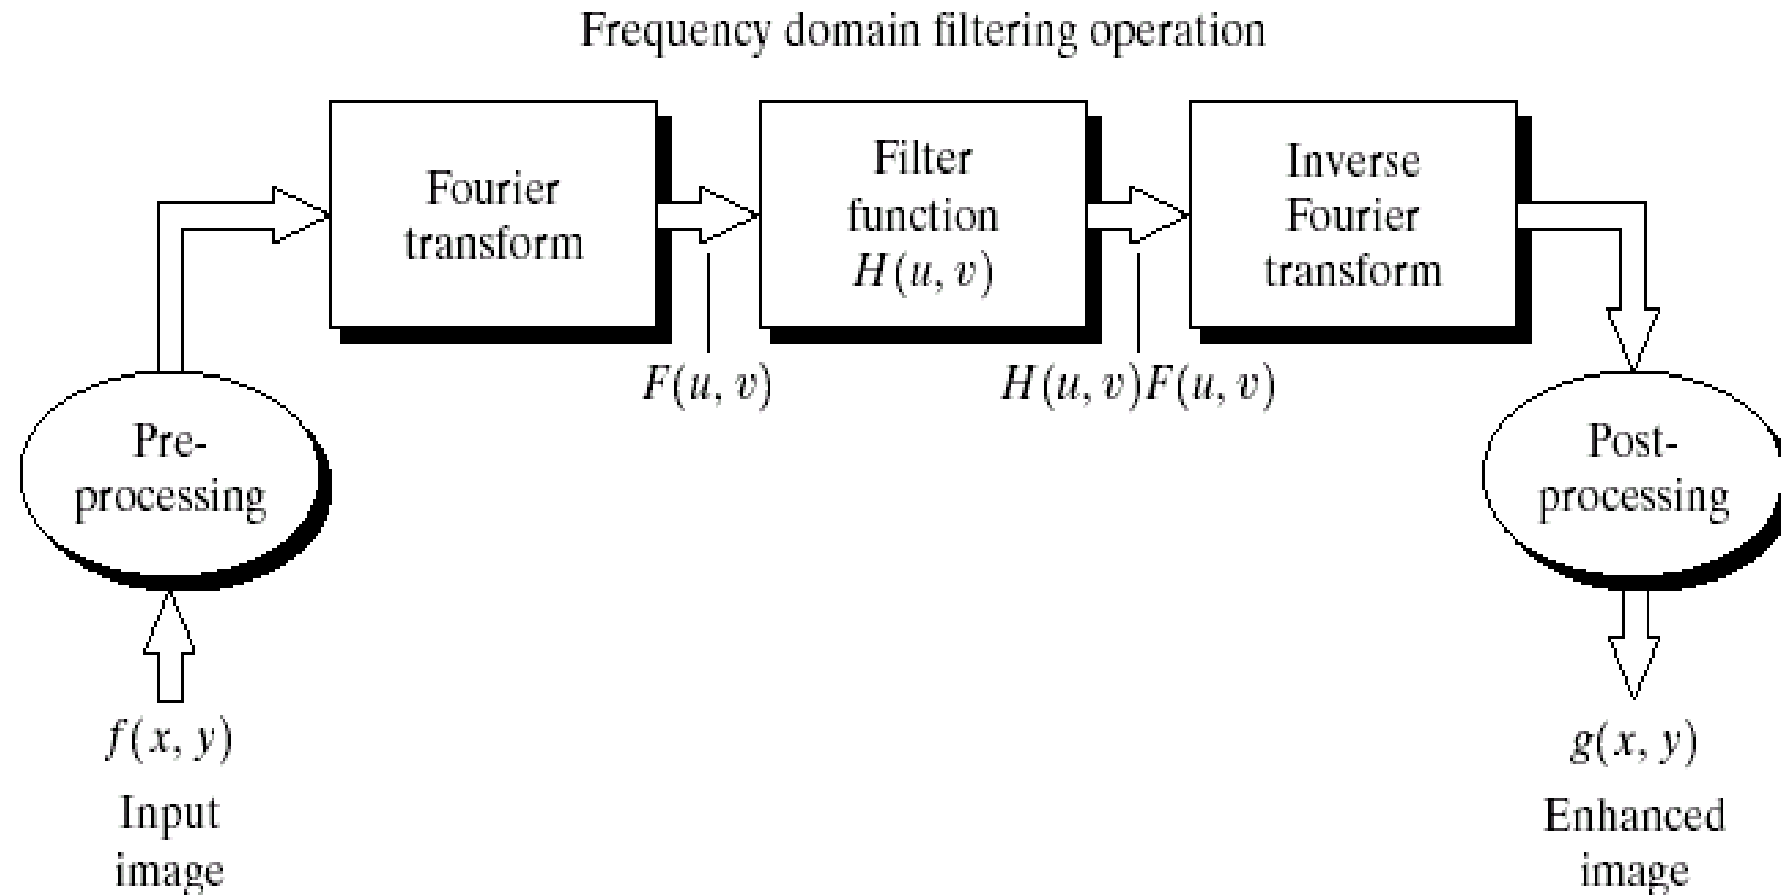 Frequency domain filtering operation
Fourier
transform
Filter
function
H(u, v)
Inverse
Fourier
transform
F(u, v)
H(u, v)F(u, v)
Pre-
processing
Post-
processing
f(x, y)
Input
image
g(x, y)
Enhanced
image